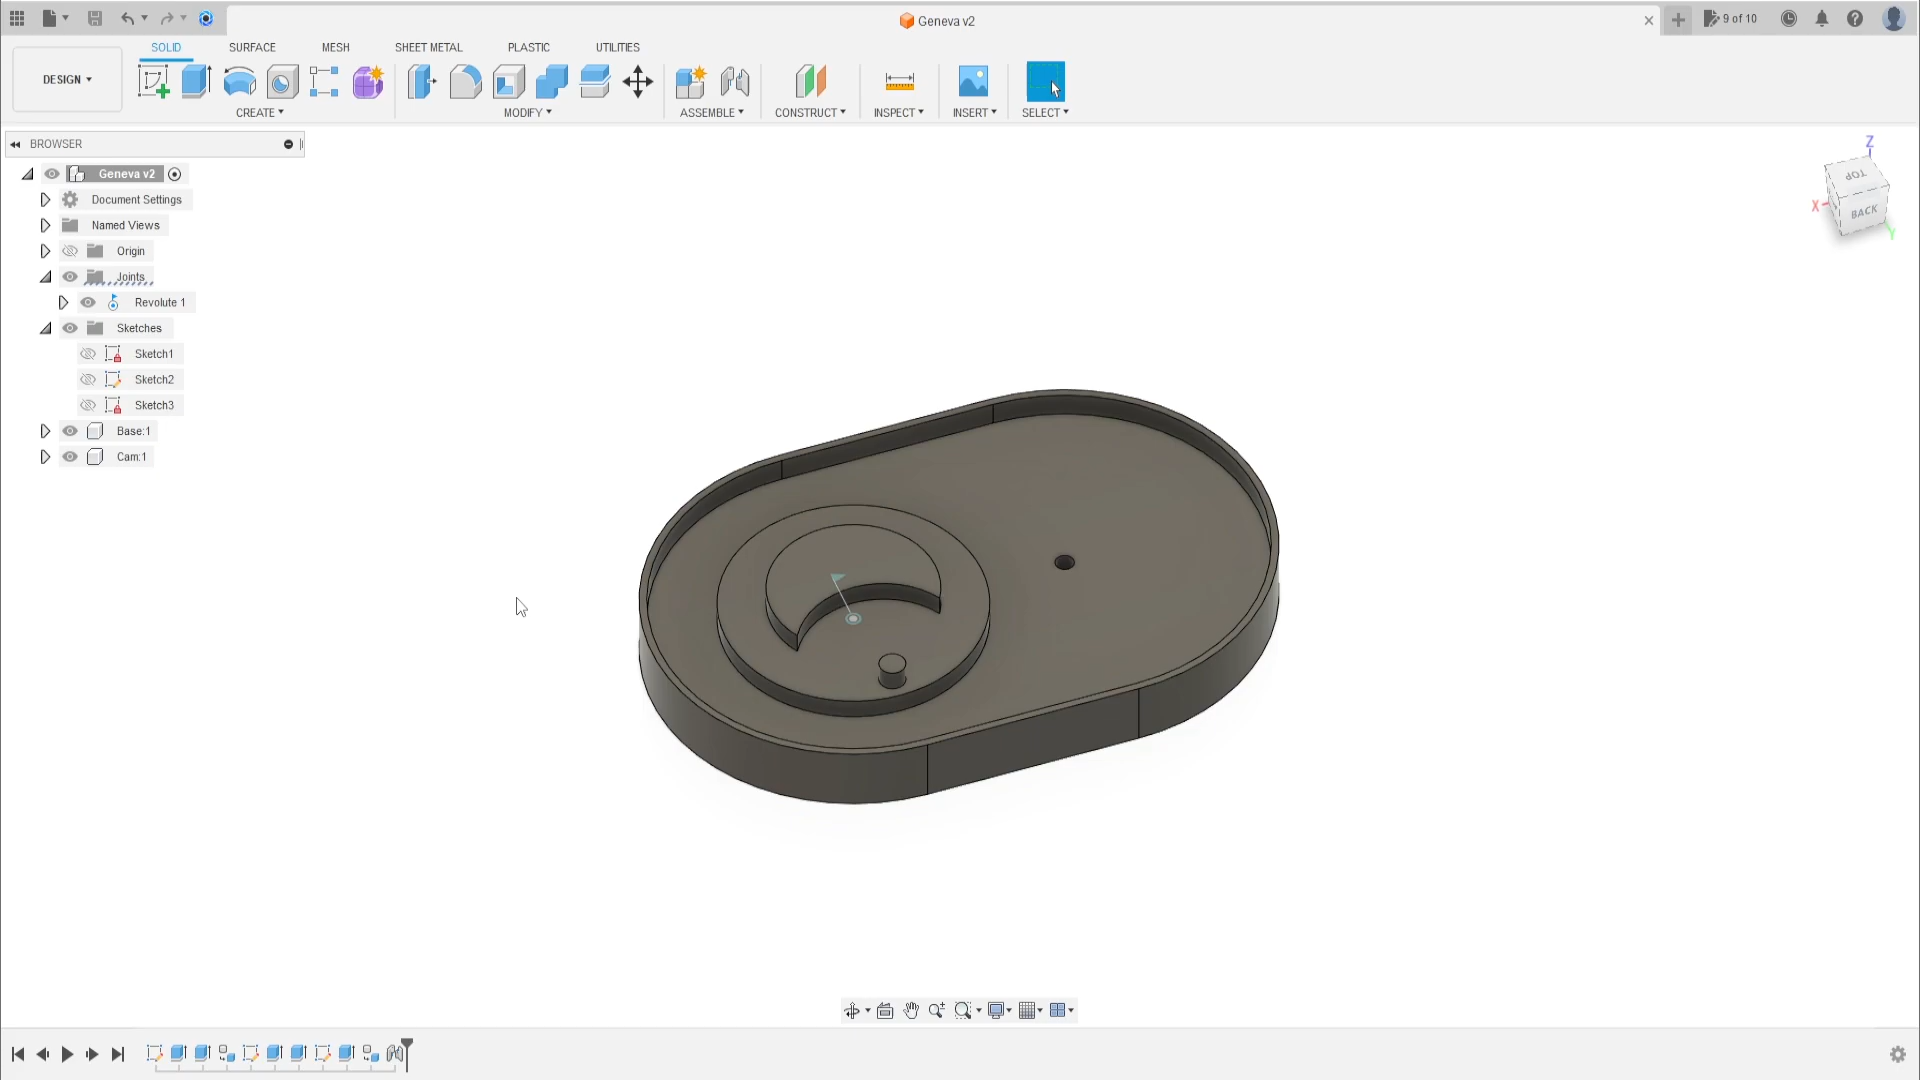 Geneva v2
9 of 10
SOLID SURFACE MESH SHEET METAL PLASTIC UTILITIES
DESIGN
CREATE MODIFY ASSEMBLE CONSTRUCT INSPECT INSERT SELECT
BROWSER
Geneva v2
Document Settings
Named Views
Origin
Joints
Revolute 1
Sketches
Sketch1
Sketch2
Sketch3
Base:1
Cam:1
Z
TOP
X
BACK
Y